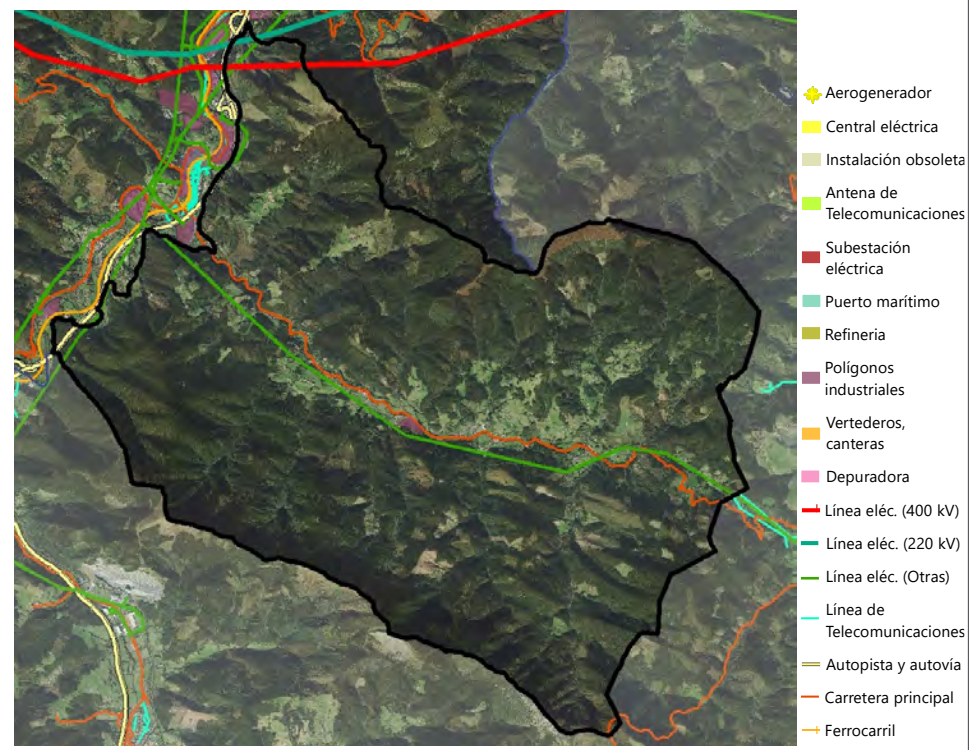 Aerogenerador
Central eléctrica
Instalación obsoleta
Antena de
Telecomunicaciones
Subestación
eléctrica
Puerto marítimo
Refineria
Polígonos
industriales
Vertederos,
canteras
Depuradora
Línea eléc. (400 kV)
Línea eléc. (220 kV)
Línea eléc. (Otras)
Línea de
Telecomunicaciones
Autopista y autovía
Carretera principal
Ferrocarril